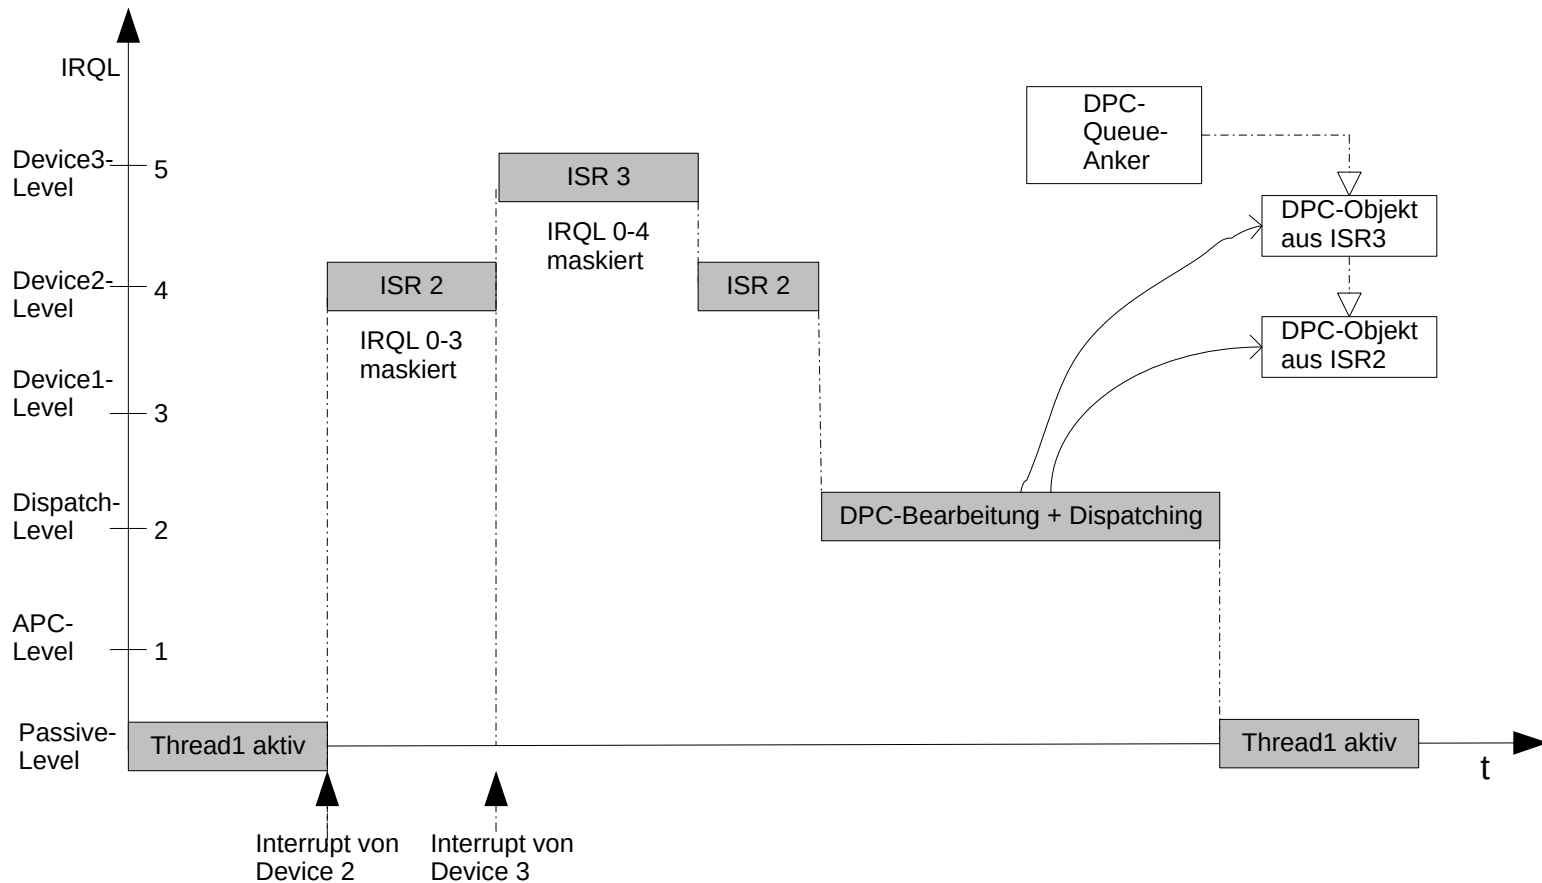 IRQL
DPC-
Queue-
Anker
Device3-
Level
5
ISR 3
DPC-Objekt
aus ISR3
IRQL 0-4
maskiert
Device2-
Level
4
ISR 2
ISR 2
DPC-Objekt
aus ISR2
IRQL 0-3
maskiert
Device1-
Level
3
Dispatch-
Level
2
DPC-Bearbeitung + Dispatching
APC-
Level
1
Passive-
Level
Thread1 aktiv
Thread1 aktiv
t
Interrupt von
Device 2
Interrupt von
Device 3